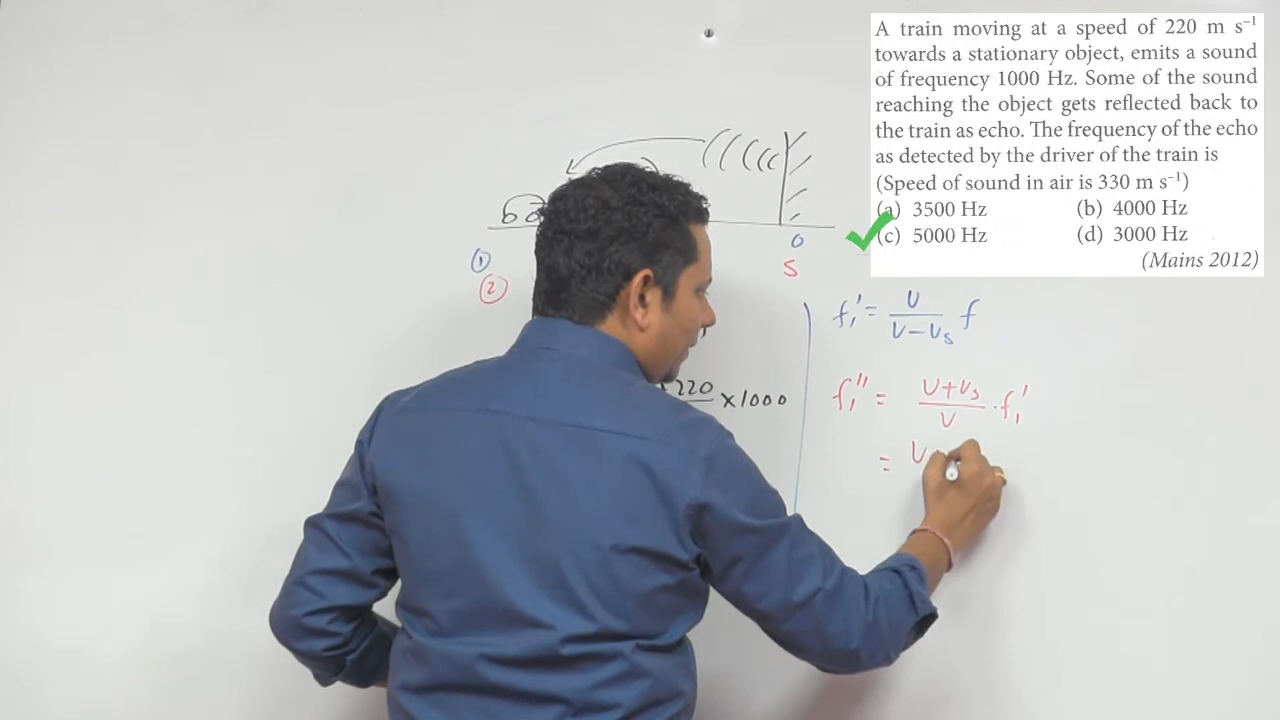 A train moving at a speed of 220 m s⁻¹
towards a stationary object, emits a sound
of frequency 1000 Hz. Some of the sound
reaching the object gets reflected back to
the train as echo. The frequency of the echo
as detected by the driver of the train is
(Speed of sound in air is 330 m s⁻¹)
(a) 3500 Hz (b) 4000 Hz
(c) 5000 Hz (d) 3000 Hz
(Mains 2012)
① O
② S
220 × 1000
f₁' = v / (v − vₛ) f
f₁'' = (v + vₛ) / v · f₁'
= v